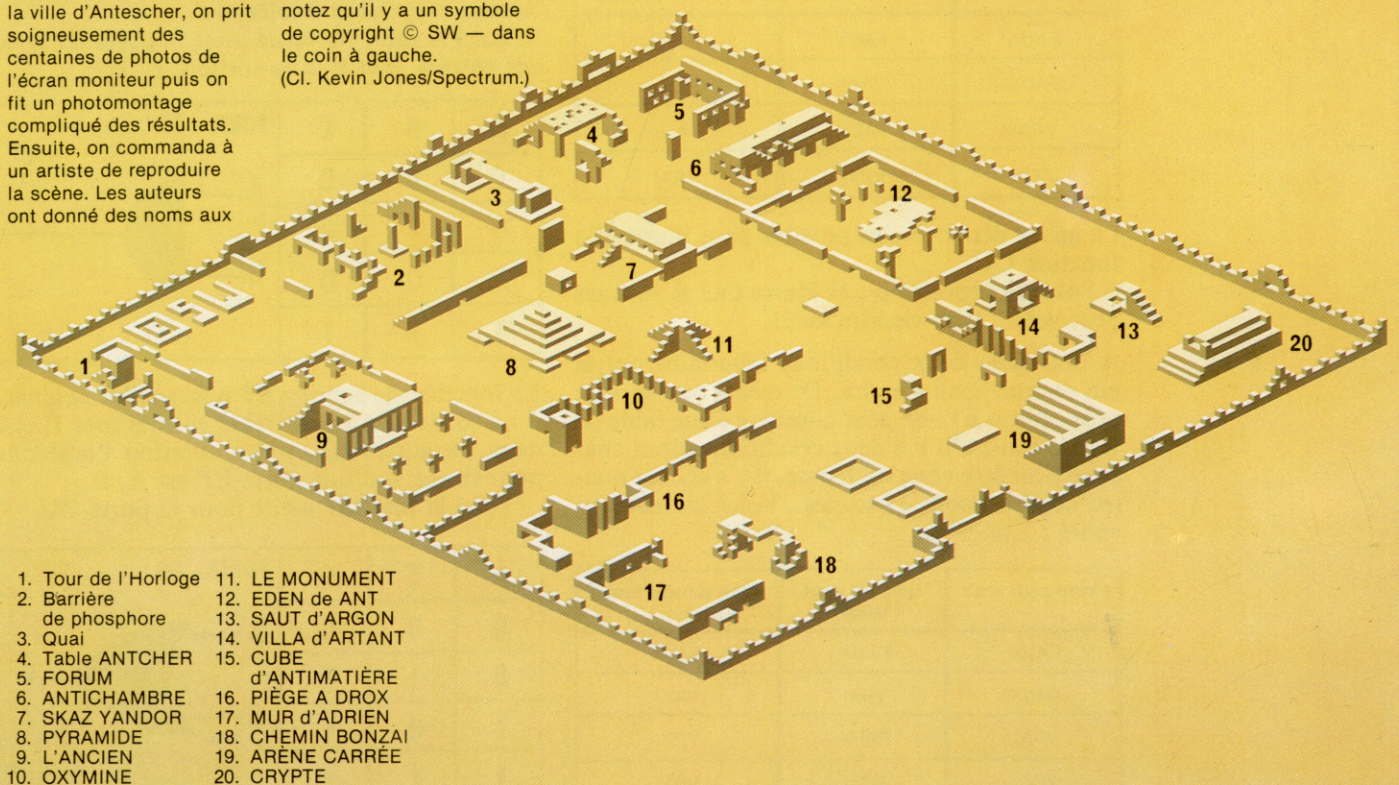 la ville d'Antescher, on prit
soigneusement des
centaines de photos de
l'écran moniteur puis on
fit un photomontage
compliqué des résultats.
Ensuite, on commanda à
un artiste de reproduire
la scène. Les auteurs
ont donné des noms aux
notez qu'il y a un symbole
de copyright © SW — dans
le coin à gauche.
(Cl. Kevin Jones/Spectrum.)
5
4
6
12
3
7
2
14
13
20
1
8
11
15
10
19
9
16
18
17
© SW
1. Tour de l'Horloge
2. Barrière
de phosphore
3. Quai
4. Table ANTCHER
5. FORUM
6. ANTICHAMBRE
7. SKAZ YANDOR
8. PYRAMIDE
9. L'ANCIEN
10. OXYMINE
11. LE MONUMENT
12. EDEN de ANT
13. SAUT d'ARGON
14. VILLA d'ARTANT
15. CUBE
d'ANTIMATIÈRE
16. PIÈGE A DROX
17. MUR d'ADRIEN
18. CHEMIN BONZAI
19. ARÈNE CARRÉE
20. CRYPTE